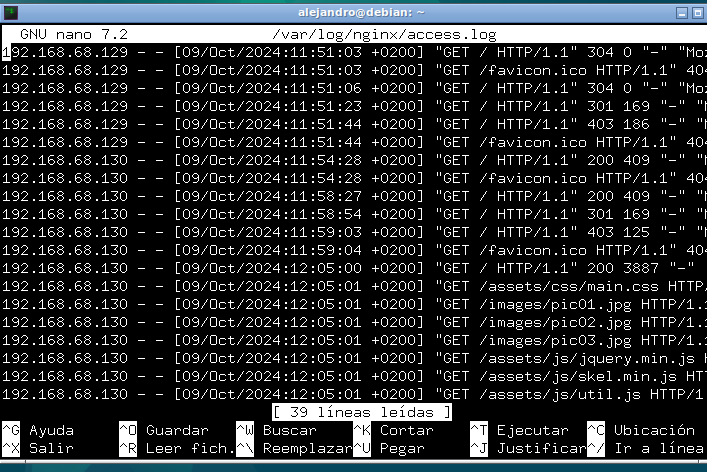 alejandro@debian: ~
GNU nano 7.2 /var/log/nginx/access.log
192.168.68.129 - - [09/Oct/2024:11:51:03 +0200] "GET / HTTP/1.1" 304 0 "-" "Moz
192.168.68.129 - - [09/Oct/2024:11:51:03 +0200] "GET /favicon.ico HTTP/1.1" 404
192.168.68.129 - - [09/Oct/2024:11:51:06 +0200] "GET / HTTP/1.1" 304 0 "-" "Moz
192.168.68.129 - - [09/Oct/2024:11:51:23 +0200] "GET / HTTP/1.1" 301 169 "-" "M
192.168.68.129 - - [09/Oct/2024:11:51:44 +0200] "GET / HTTP/1.1" 403 186 "-" "M
192.168.68.129 - - [09/Oct/2024:11:51:44 +0200] "GET /favicon.ico HTTP/1.1" 404
192.168.68.130 - - [09/Oct/2024:11:54:28 +0200] "GET / HTTP/1.1" 200 409 "-" "M
192.168.68.130 - - [09/Oct/2024:11:54:28 +0200] "GET /favicon.ico HTTP/1.1" 404
192.168.68.130 - - [09/Oct/2024:11:58:27 +0200] "GET / HTTP/1.1" 200 409 "-" "M
192.168.68.130 - - [09/Oct/2024:11:58:54 +0200] "GET / HTTP/1.1" 301 169 "-" "M
192.168.68.130 - - [09/Oct/2024:11:59:03 +0200] "GET / HTTP/1.1" 403 125 "-" "M
192.168.68.130 - - [09/Oct/2024:11:59:04 +0200] "GET /favicon.ico HTTP/1.1" 404
192.168.68.130 - - [09/Oct/2024:12:05:00 +0200] "GET / HTTP/1.1" 200 3887 "-" "
192.168.68.130 - - [09/Oct/2024:12:05:01 +0200] "GET /assets/css/main.css HTTP/
192.168.68.130 - - [09/Oct/2024:12:05:01 +0200] "GET /images/pic01.jpg HTTP/1.1
192.168.68.130 - - [09/Oct/2024:12:05:01 +0200] "GET /images/pic02.jpg HTTP/1.1
192.168.68.130 - - [09/Oct/2024:12:05:01 +0200] "GET /images/pic03.jpg HTTP/1.1
192.168.68.130 - - [09/Oct/2024:12:05:01 +0200] "GET /assets/js/jquery.min.js H
192.168.68.130 - - [09/Oct/2024:12:05:01 +0200] "GET /assets/js/skel.min.js HTT
192.168.68.130 - - [09/Oct/2024:12:05:01 +0200] "GET /assets/js/util.js HTTP/1.
[ 39 líneas leídas ]
^G Ayuda ^O Guardar ^W Buscar ^K Cortar ^T Ejecutar ^C Ubicación
^X Salir ^R Leer fich. ^\ Reemplazar ^U Pegar ^J Justificar ^/ Ir a línea